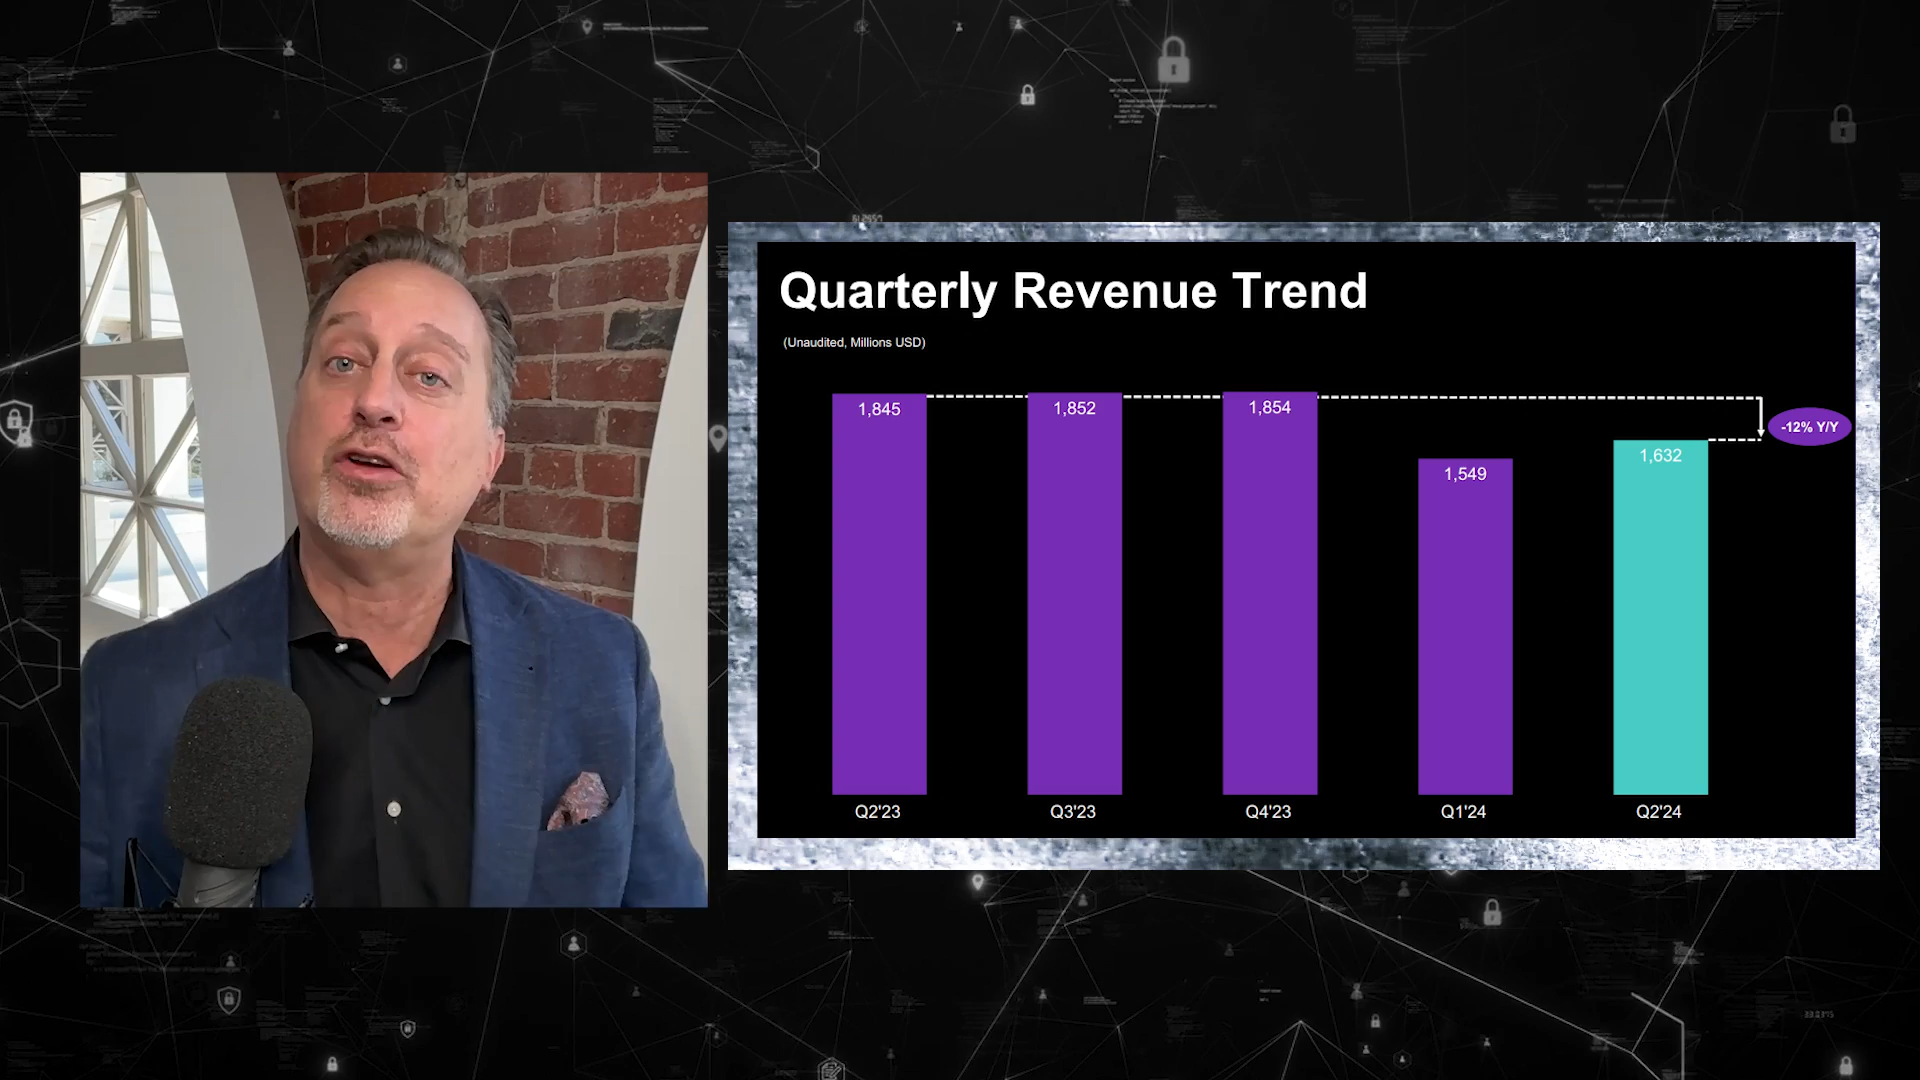 Quarterly Revenue Trend
(Unaudited, Millions USD)
1,845
1,852
1,854
1,549
1,632
-12% Y/Y
Q2'23
Q3'23
Q4'23
Q1'24
Q2'24